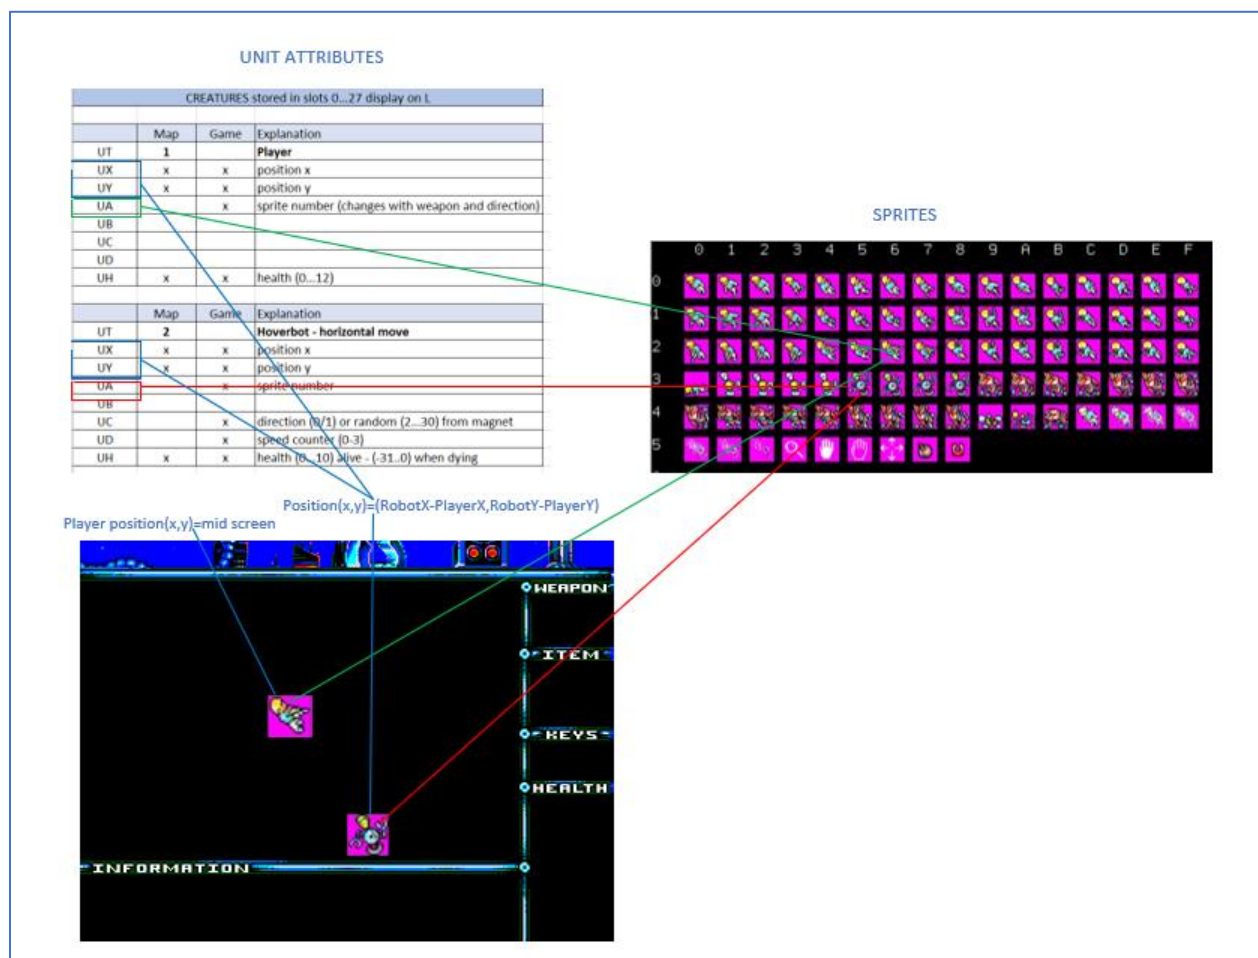 UNIT ATTRIBUTES
CREATURES stored in slots 0...27 display on L
Map Game Explanation
UT 1 Player
UX x x position x
UY x x position y
UA x sprite number (changes with weapon and direction)
UB
UC
UD
UH x x health (0...12)
Map Game Explanation
UT 2 Hoverbot - horizontal move
UX x x position x
UY x x position y
UA x sprite number
UB
UC x direction (0/1) or random (2...30) from magnet
UD x speed counter (0-3)
UH x x health (0...10) alive - (-31..0) when dying
SPRITES
0 1 2 3 4 5 6 7 8 9 A B C D E F
0
1
2
3
4
5
Position(x,y)=(RobotX-PlayerX,RobotY-PlayerY)
Player position(x,y)=mid screen
WEAPON
ITEM
KEYS
HEALTH
INFORMATION